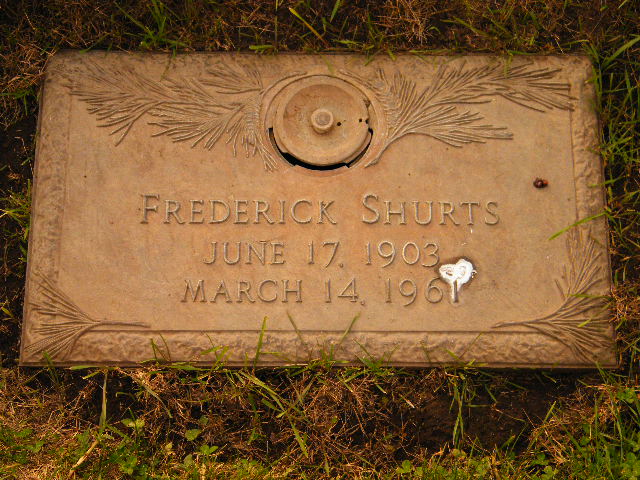 FREDERICK SHURTS
JUNE 17, 1903
MARCH 14,